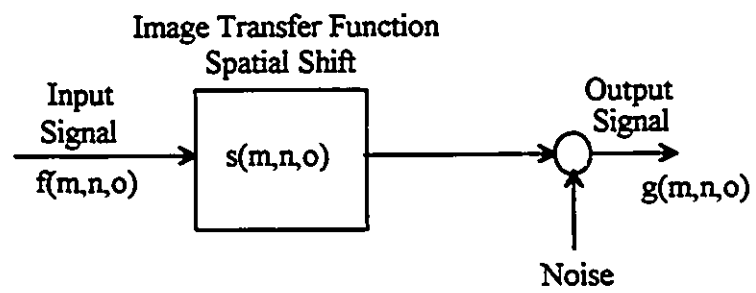 Image Transfer Function
Spatial Shift
Input
Signal
f(m,n,o)
s(m,n,o)
Output
Signal
g(m,n,o)
Noise